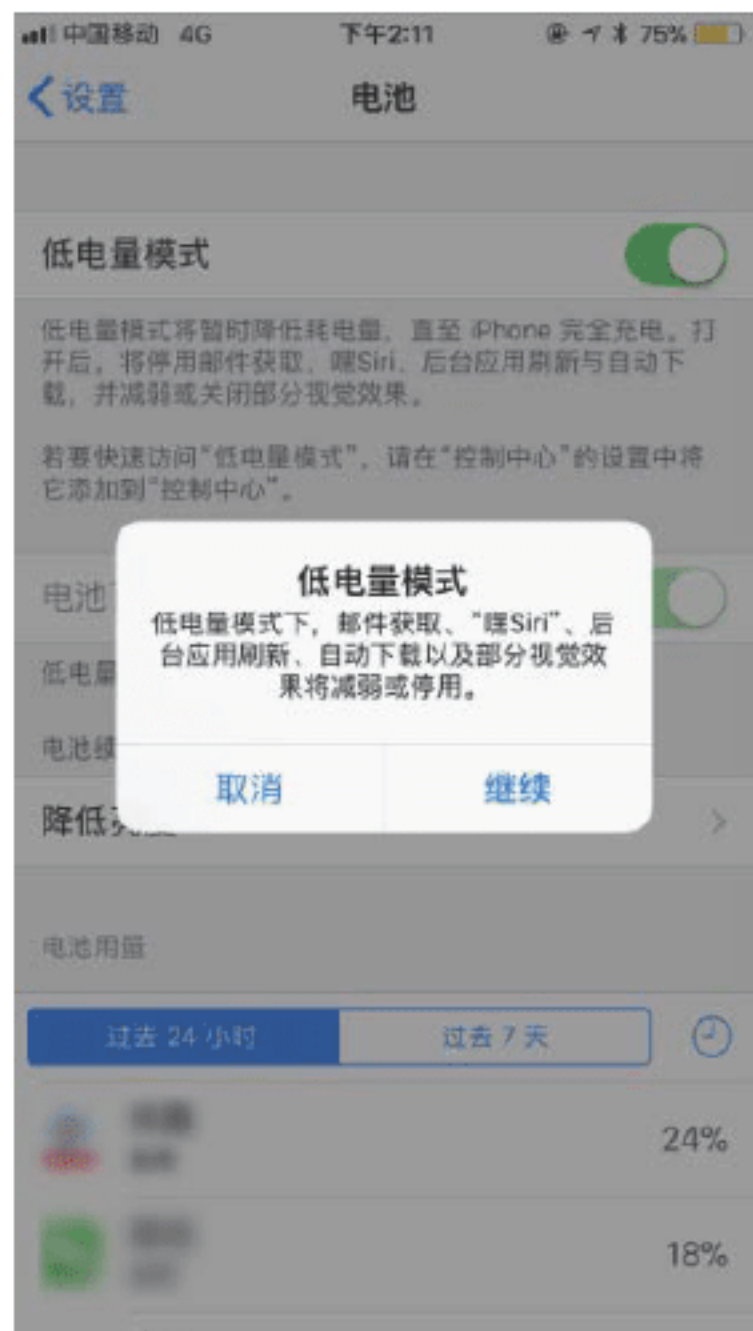 中国移动 4G 下午2:11 75%
设置 电池
低电量模式
低电量模式将暂时降低耗电量，直至 iPhone 完全充电。打
开后，将停用邮件获取、嘿Siri、后台应用刷新与自动下
载，并减弱或关闭部分视觉效果。
若要快速访问“低电量模式”，请在“控制中心”的设置中将
它添加到“控制中心”。
低电量模式
电池
低电量模式下，邮件获取、“嘿Siri”、后
台应用刷新、自动下载以及部分视觉效
果将减弱或停用。
低电量
电池续
取消 继续
降低
电池用量
过去 24 小时 过去 7 天
24%
18%